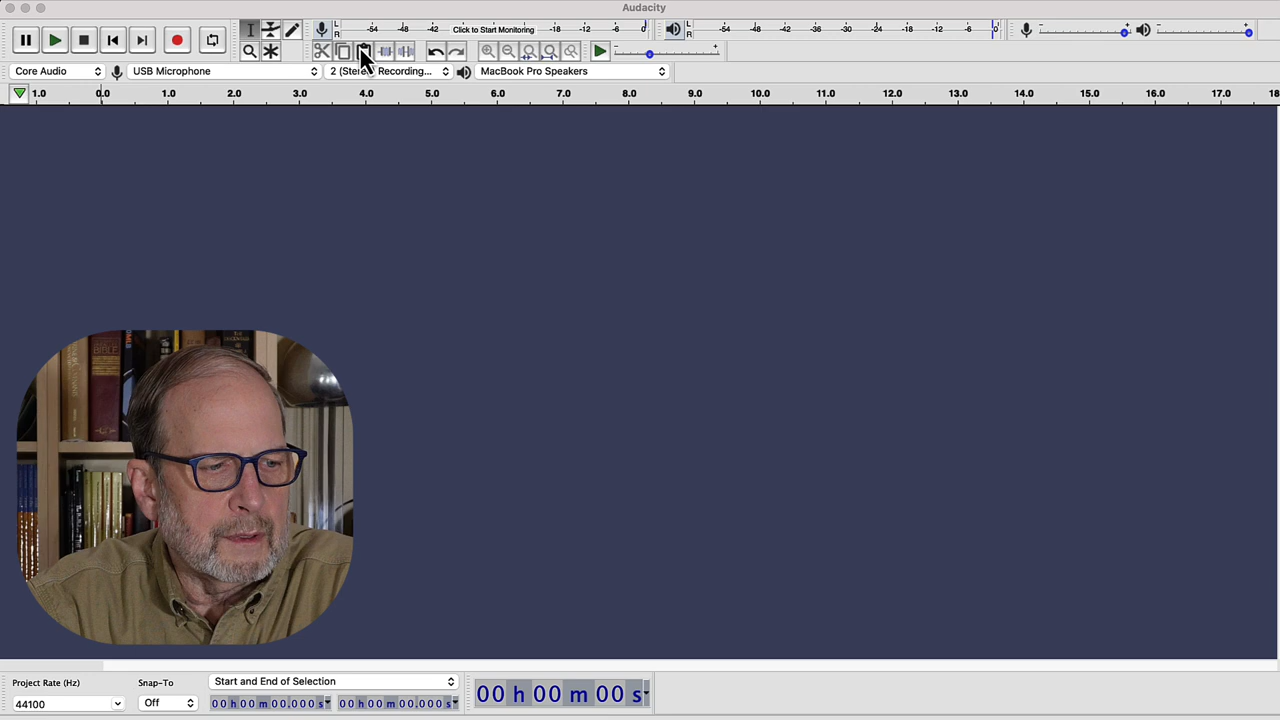 Audacity
L
R
-54 -48 -42 Click to Start Monitoring -18 -12 -6 0
L
R
-54 -48 -42 -36 -30 -24 -18 -12 -6 0
Core Audio
USB Microphone
MacBook Pro Speakers
1.0 0.0 1.0 2.0 3.0 4.0 5.0 6.0 7.0 8.0 9.0 10.0 11.0 12.0 13.0 14.0 15.0 16.0 17.0
BIBLE
Project Rate (Hz)
Snap-To
Start and End of Selection
44100
Off
00 h 00 m 00.000 s
00 h 00 m 00.000 s
00 h 00 m 00 s